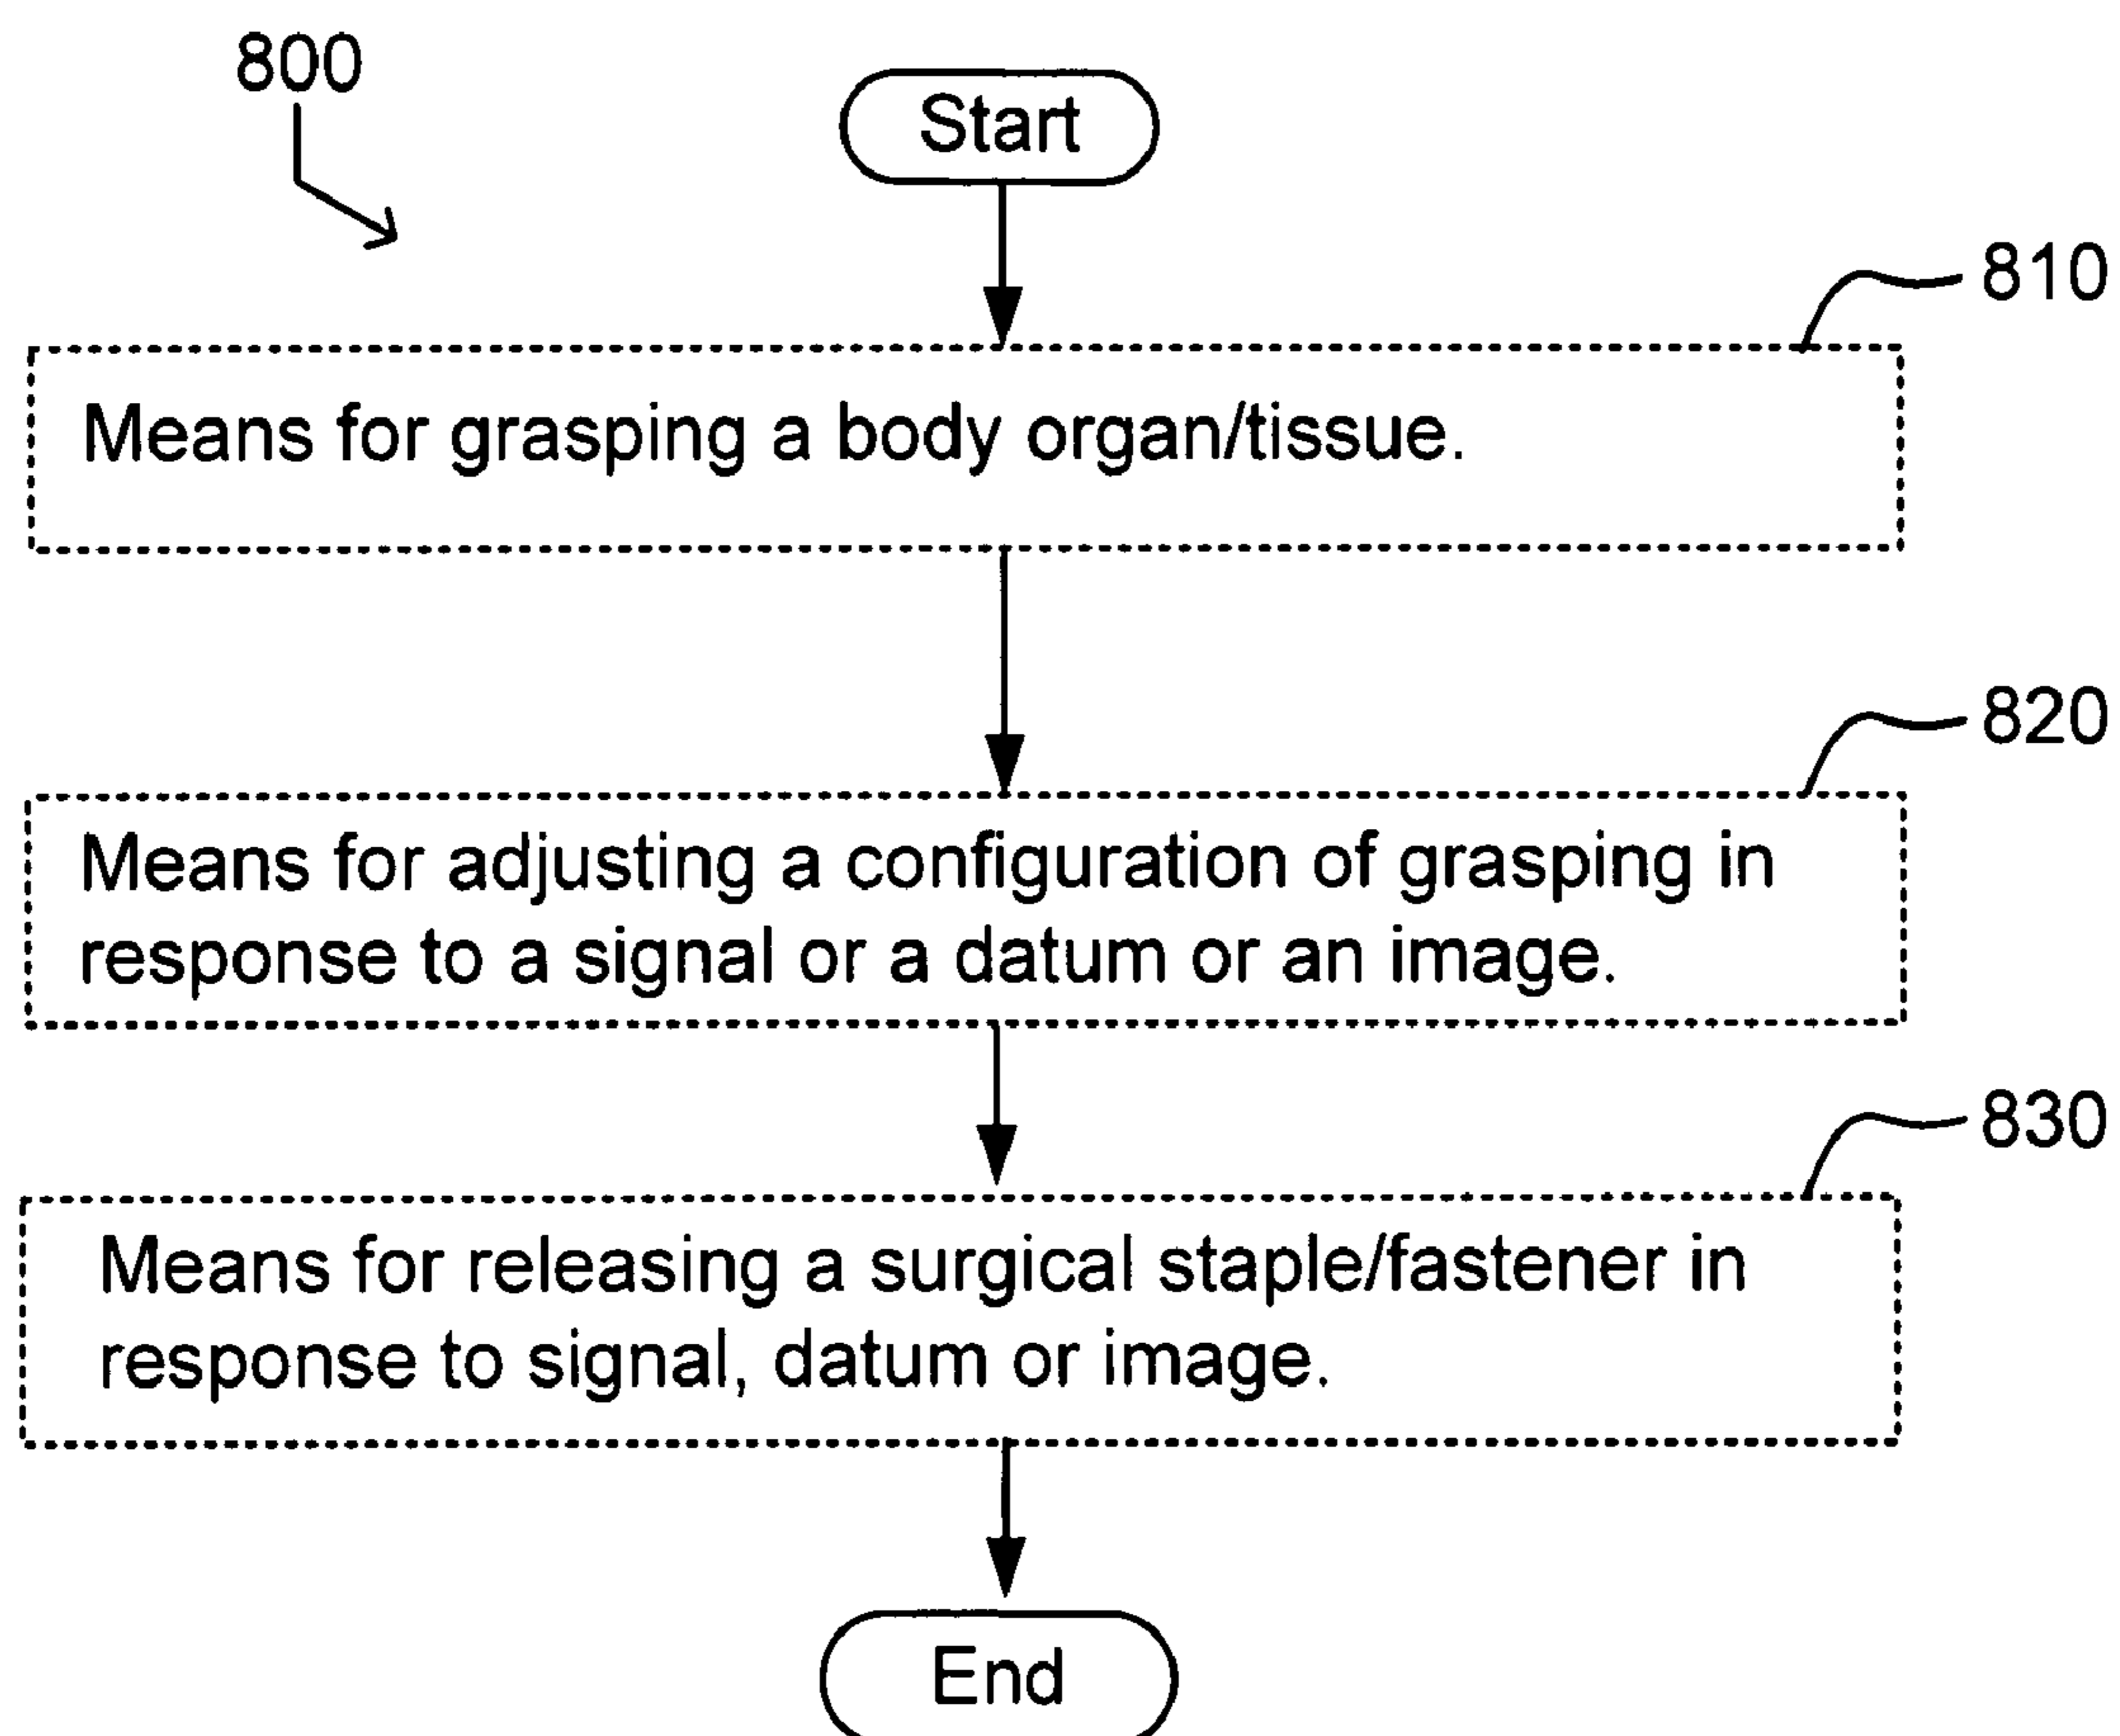 800
Start
810
Means for grasping a body organ/tissue.
820
Means for adjusting a configuration of grasping in
response to a signal or a datum or an image.
830
Means for releasing a surgical staple/fastener in
response to signal, datum or image.
End